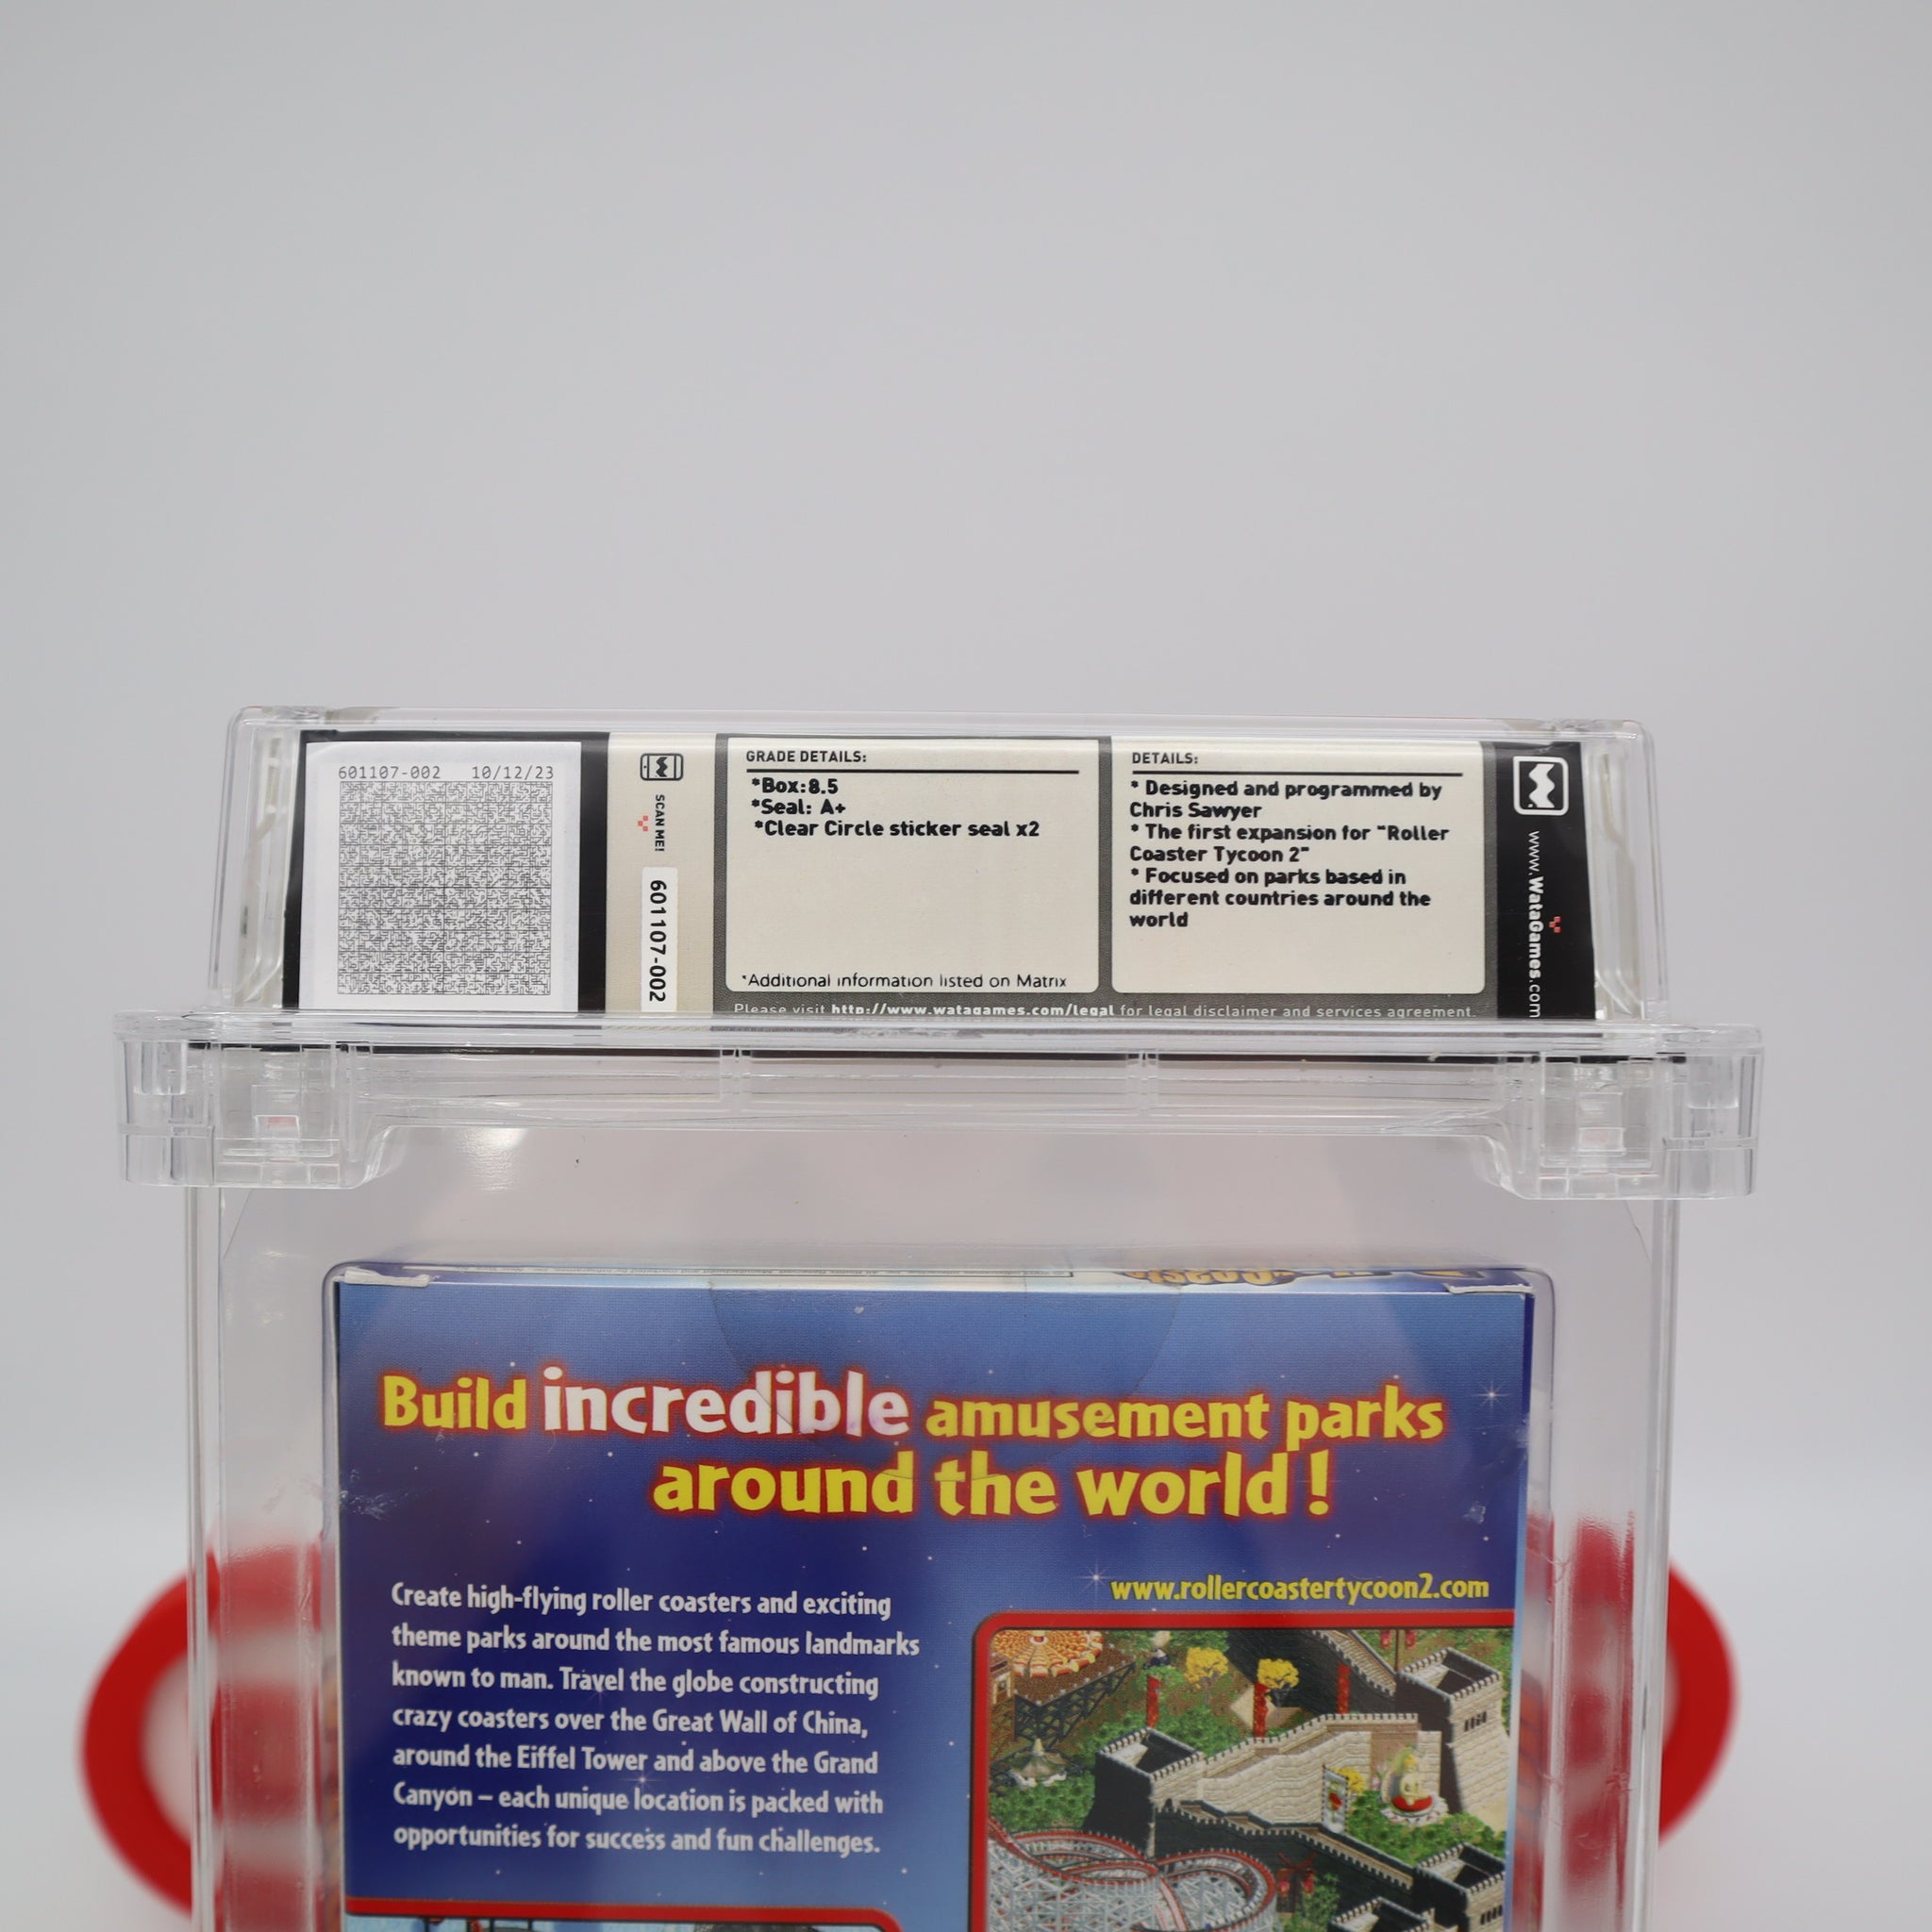 601107-002 10/12/23
SCAN ME!
601107-002
GRADE DETAILS:
*Box:8.5
*Seal: A+
*Clear Circle sticker seal x2
*Additional information listed on Matrix
DETAILS:
* Designed and programmed by
Chris Sawyer
* The first expansion for "Roller
Coaster Tycoon 2"
* Focused on parks based in
different countries around the
world
Please visit http://www.watagames.com/legal for legal disclaimer and services agreement.
www.WataGames.com
Build incredible amusement parks
around the world!
www.rollercoastertycoon2.com
Create high-flying roller coasters and exciting
theme parks around the most famous landmarks
known to man. Travel the globe constructing
crazy coasters over the Great Wall of China,
around the Eiffel Tower and above the Grand
Canyon – each unique location is packed with
opportunities for success and fun challenges.